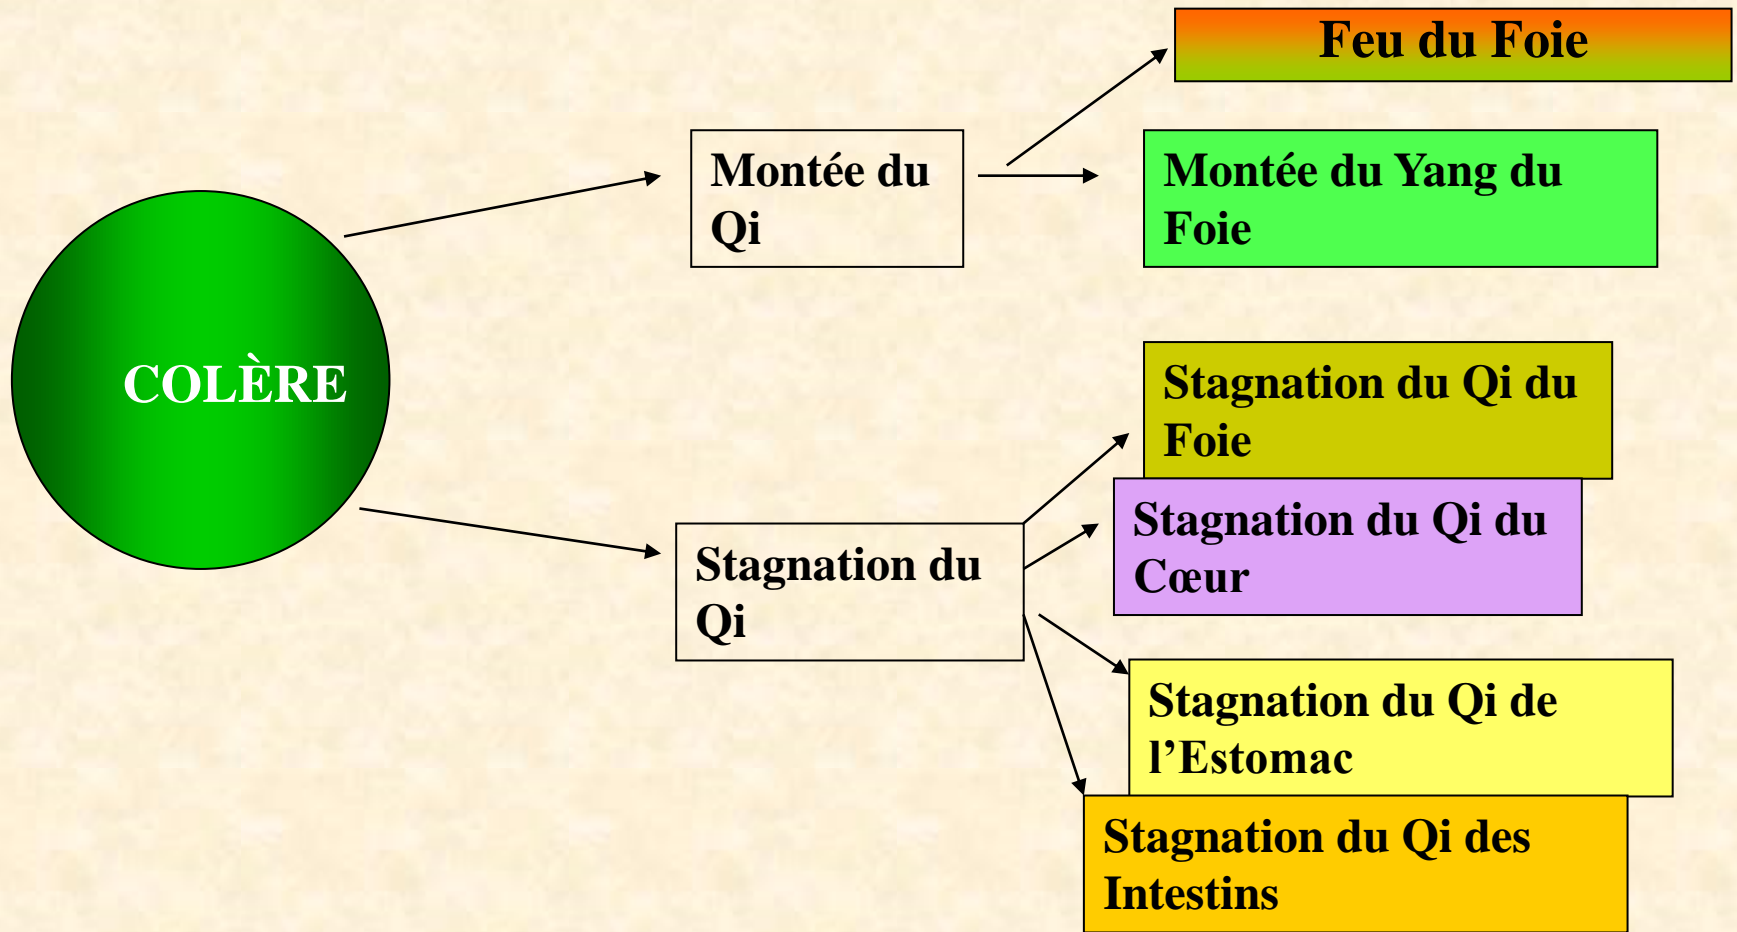 Feu du Foie
Montée du
Qi
Montée du Yang du
Foie
COLÈRE
Stagnation du Qi du
Foie
Stagnation du Qi du
Cœur
Stagnation du
Qi
Stagnation du Qi de
l’Estomac
Stagnation du Qi des
Intestins